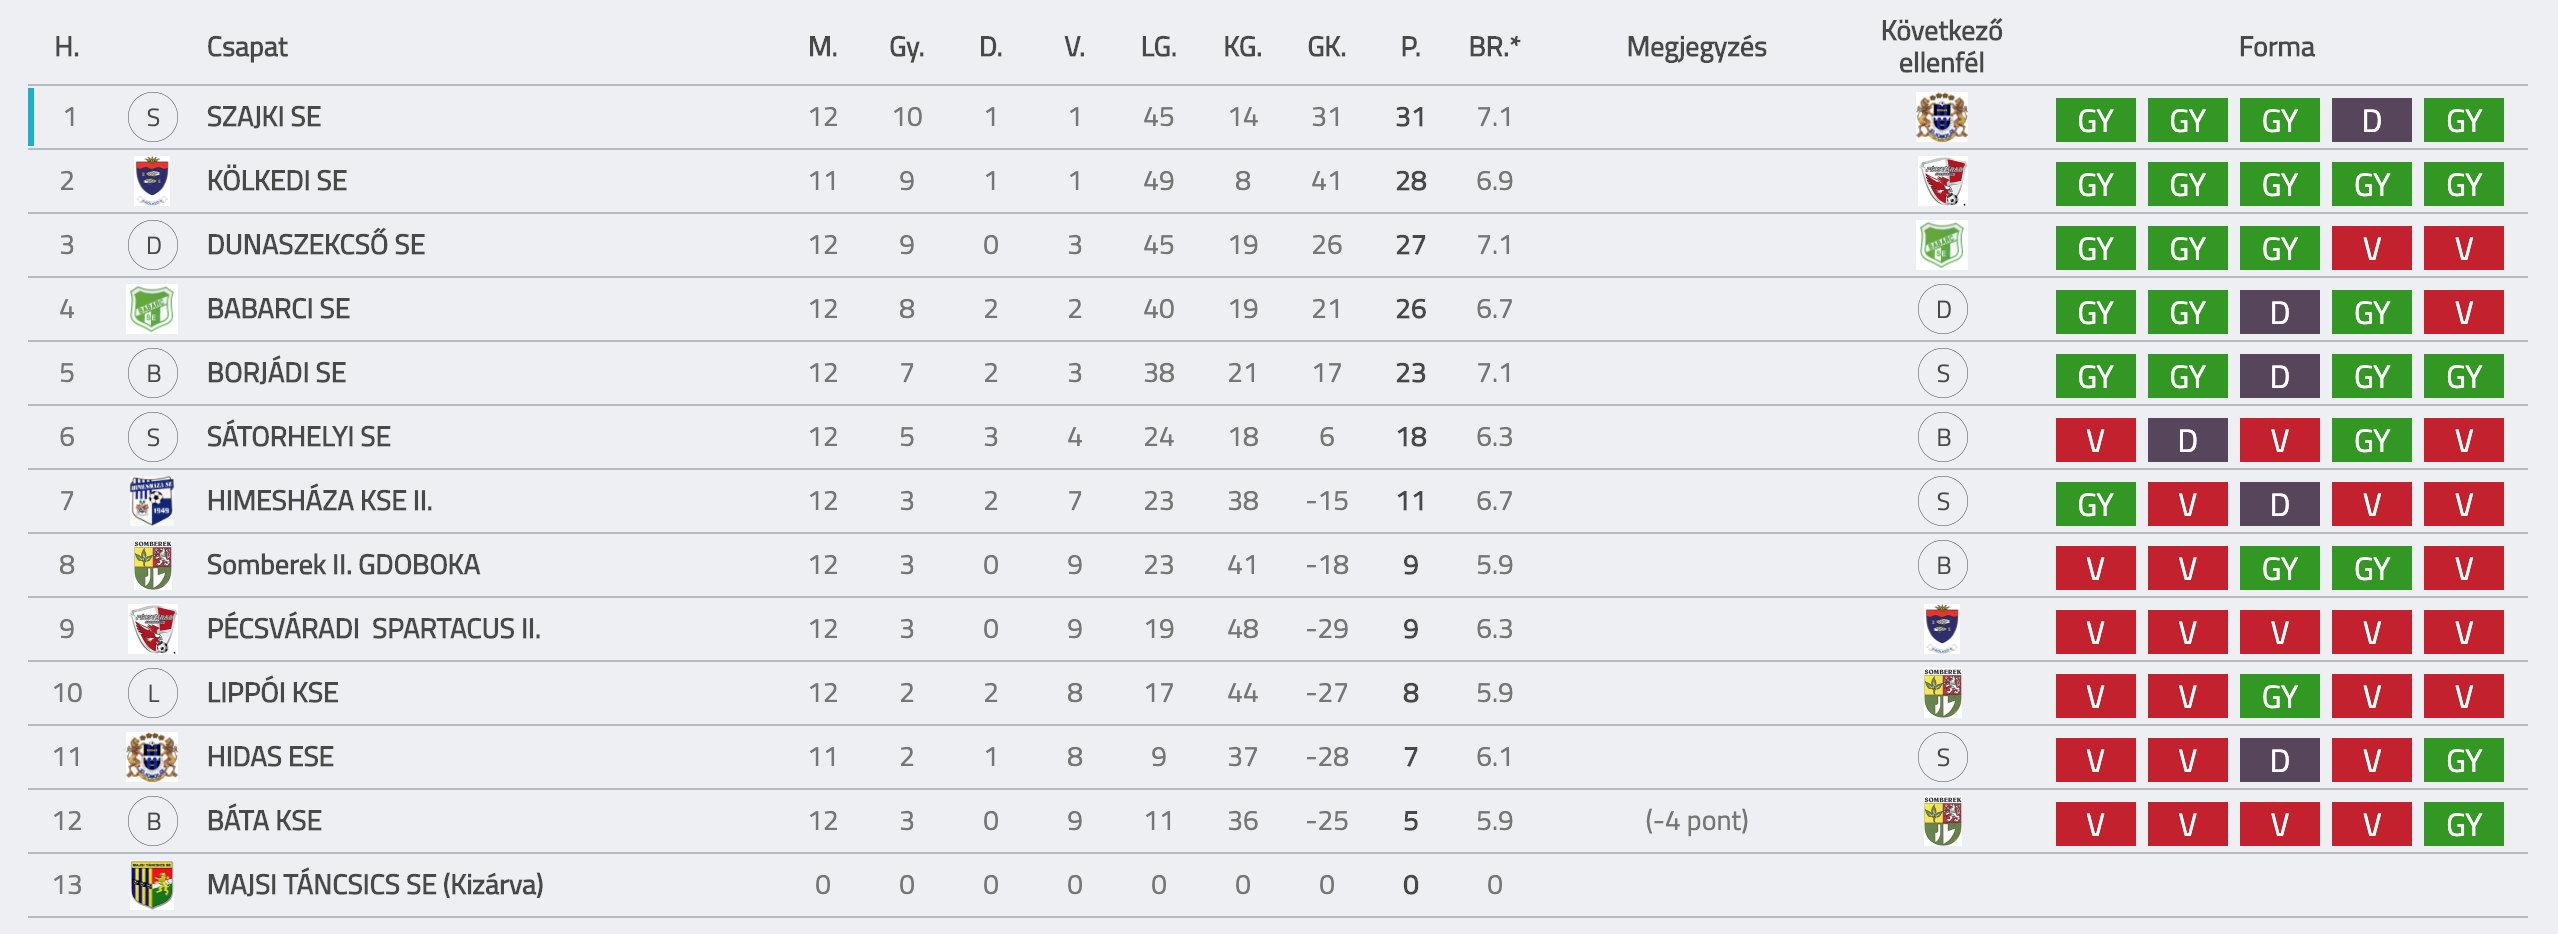 H. Csapat M. Gy. D. V. LG. KG. GK. P. BR.* Megjegyzés Következő ellenfél Forma
1 S SZAJKI SE 12 10 1 1 45 14 31 31 7.1 GY GY GY D GY
2 KÖLKEDI SE 11 9 1 1 49 8 41 28 6.9 GY GY GY GY GY
3 D DUNASZEKCSŐ SE 12 9 0 3 45 19 26 27 7.1 GY GY GY V V
4 BABARCI SE 12 8 2 2 40 19 21 26 6.7 D GY GY D GY V
5 B BORJÁDI SE 12 7 2 3 38 21 17 23 7.1 S GY GY D GY GY
6 S SÁTORHELYI SE 12 5 3 4 24 18 6 18 6.3 B V D V GY V
7 HIMESHÁZA KSE II. 12 3 2 7 23 38 -15 11 6.7 S GY V D V V
8 SOMBEREK Somberek II. GDOBOKA 12 3 0 9 23 41 -18 9 5.9 B V V GY GY V
9 PÉCSVÁRADI SPARTACUS II. 12 3 0 9 19 48 -29 9 6.3 V V V V V
10 L LIPPÓI KSE 12 2 2 8 17 44 -27 8 5.9 SOMBEREK V V GY V V
11 HIDAS ESE 11 2 1 8 9 37 -28 7 6.1 S V V D V GY
12 B BÁTA KSE 12 3 0 9 11 36 -25 5 5.9 (-4 pont) SOMBEREK V V V V GY
13 MAJSI TÁNCSICS SE (Kizárva) 0 0 0 0 0 0 0 0 0